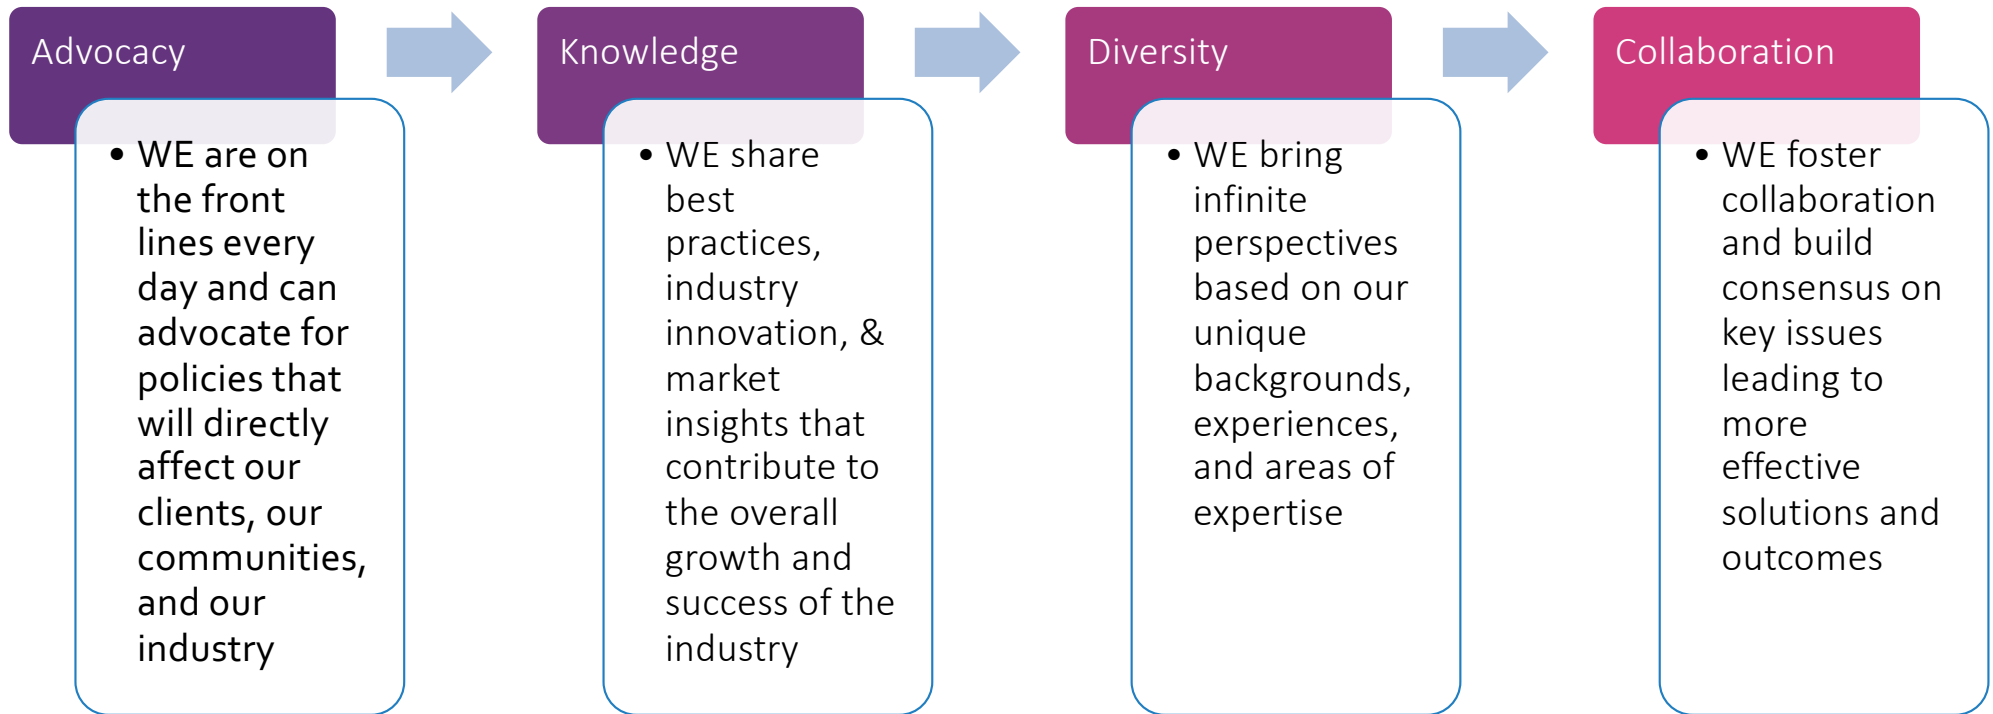 Advocacy
• WE are on
the front
lines every
day and can
advocate for
policies that
will directly
affect our
clients, our
communities,
and our
industry
Knowledge
• WE share
best
practices,
industry
innovation, &
market
insights that
contribute to
the overall
growth and
success of the
industry
Diversity
• WE bring
infinite
perspectives
based on our
unique
backgrounds,
experiences,
and areas of
expertise
Collaboration
• WE foster
collaboration
and build
consensus on
key issues
leading to
more
effective
solutions and
outcomes